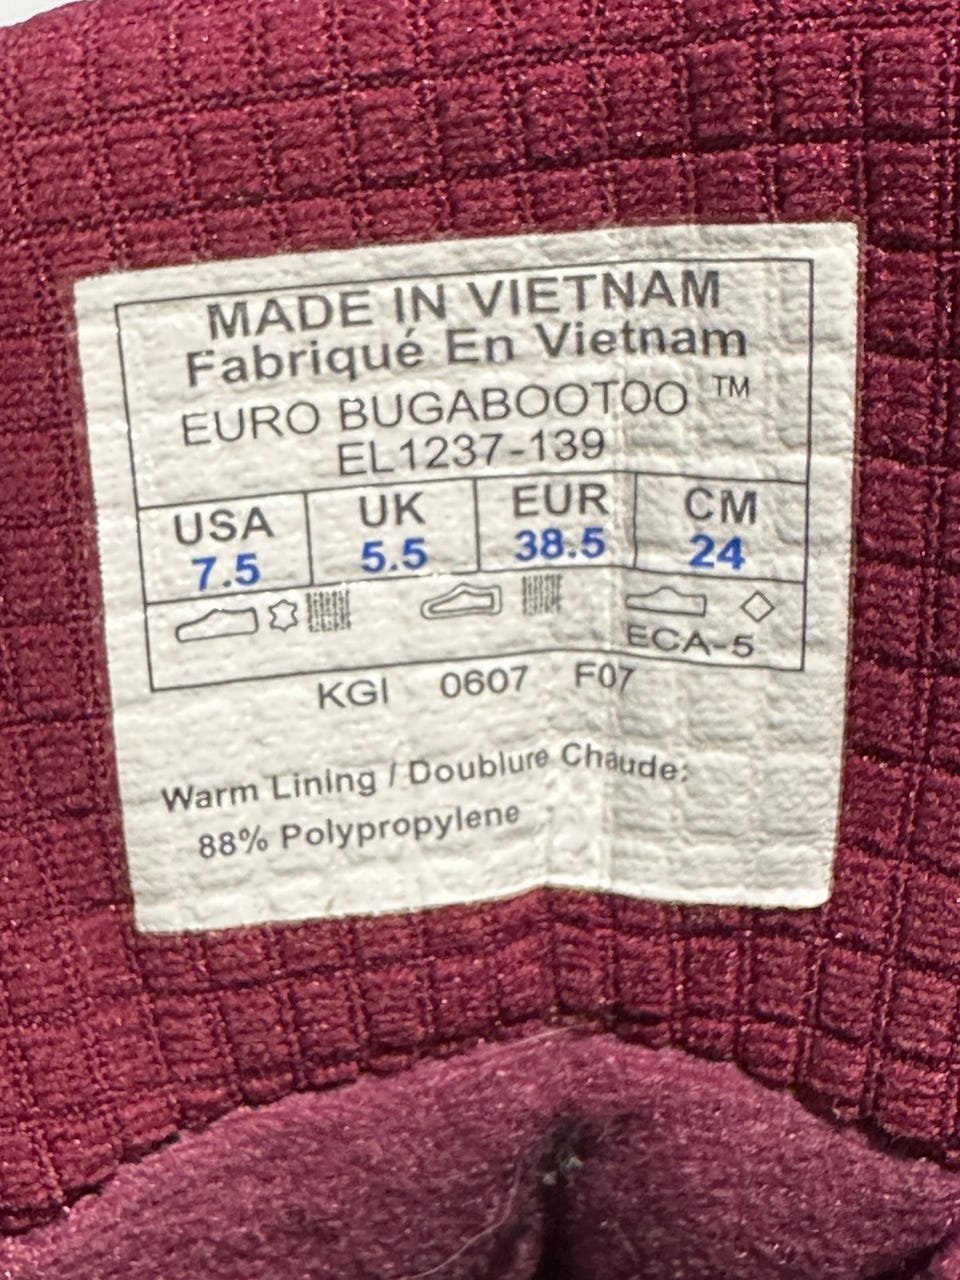 MADE IN VIETNAM
Fabriqué En Vietnam
EURO BUGABOOTOO ™
EL1237-139
USA UK EUR CM
7.5 5.5 38.5 24
ECA-5
KGI 0607 F07
Warm Lining / Doublure Chaude:
88% Polypropylene